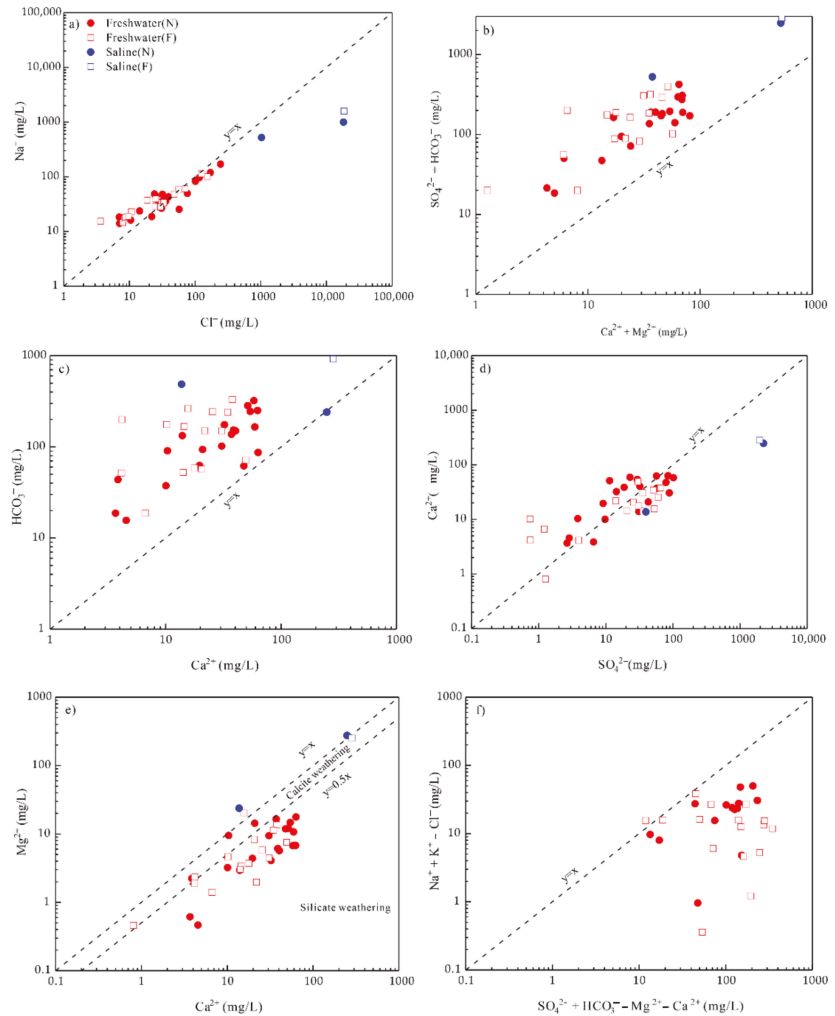 a)
Freshwater(N)
Freshwater(F)
Saline(N)
Saline(F)
y=x
100,000
10,000
1000
100
10
1
Na⁻ (mg/L)
1 10 100 1000 10,000 100,000
Cl⁻ (mg/L)
b)
y=x
1000
100
10
1
SO₄²⁻ − HCO₃⁻ (mg/L)
1 10 100 1000
Ca²⁺ + Mg²⁺ (mg/L)
c)
y=x
1000
100
10
1
HCO₃⁻ (mg/L)
1 10 100 1000
Ca²⁺ (mg/L)
d)
y=x
10,000
1000
100
10
1
0.1
Ca²⁻( mg/L)
0.1 1 10 100 1000 10,000
SO₄²⁻ (mg/L)
e)
y=x
Calcite weathering
y=0.5x
Silicate weathering
1000
100
10
1
0.1
Mg²⁻ (mg/L)
0.1 1 10 100 1000
Ca²⁺ (mg/L)
f)
y=x
1000
100
10
1
0.1
Na⁺ + K⁺ − Cl⁻ (mg/L)
1 10 100 1000
SO₄²⁻ + HCO₃⁻ − Mg²⁺ − Ca²⁺ (mg/L)